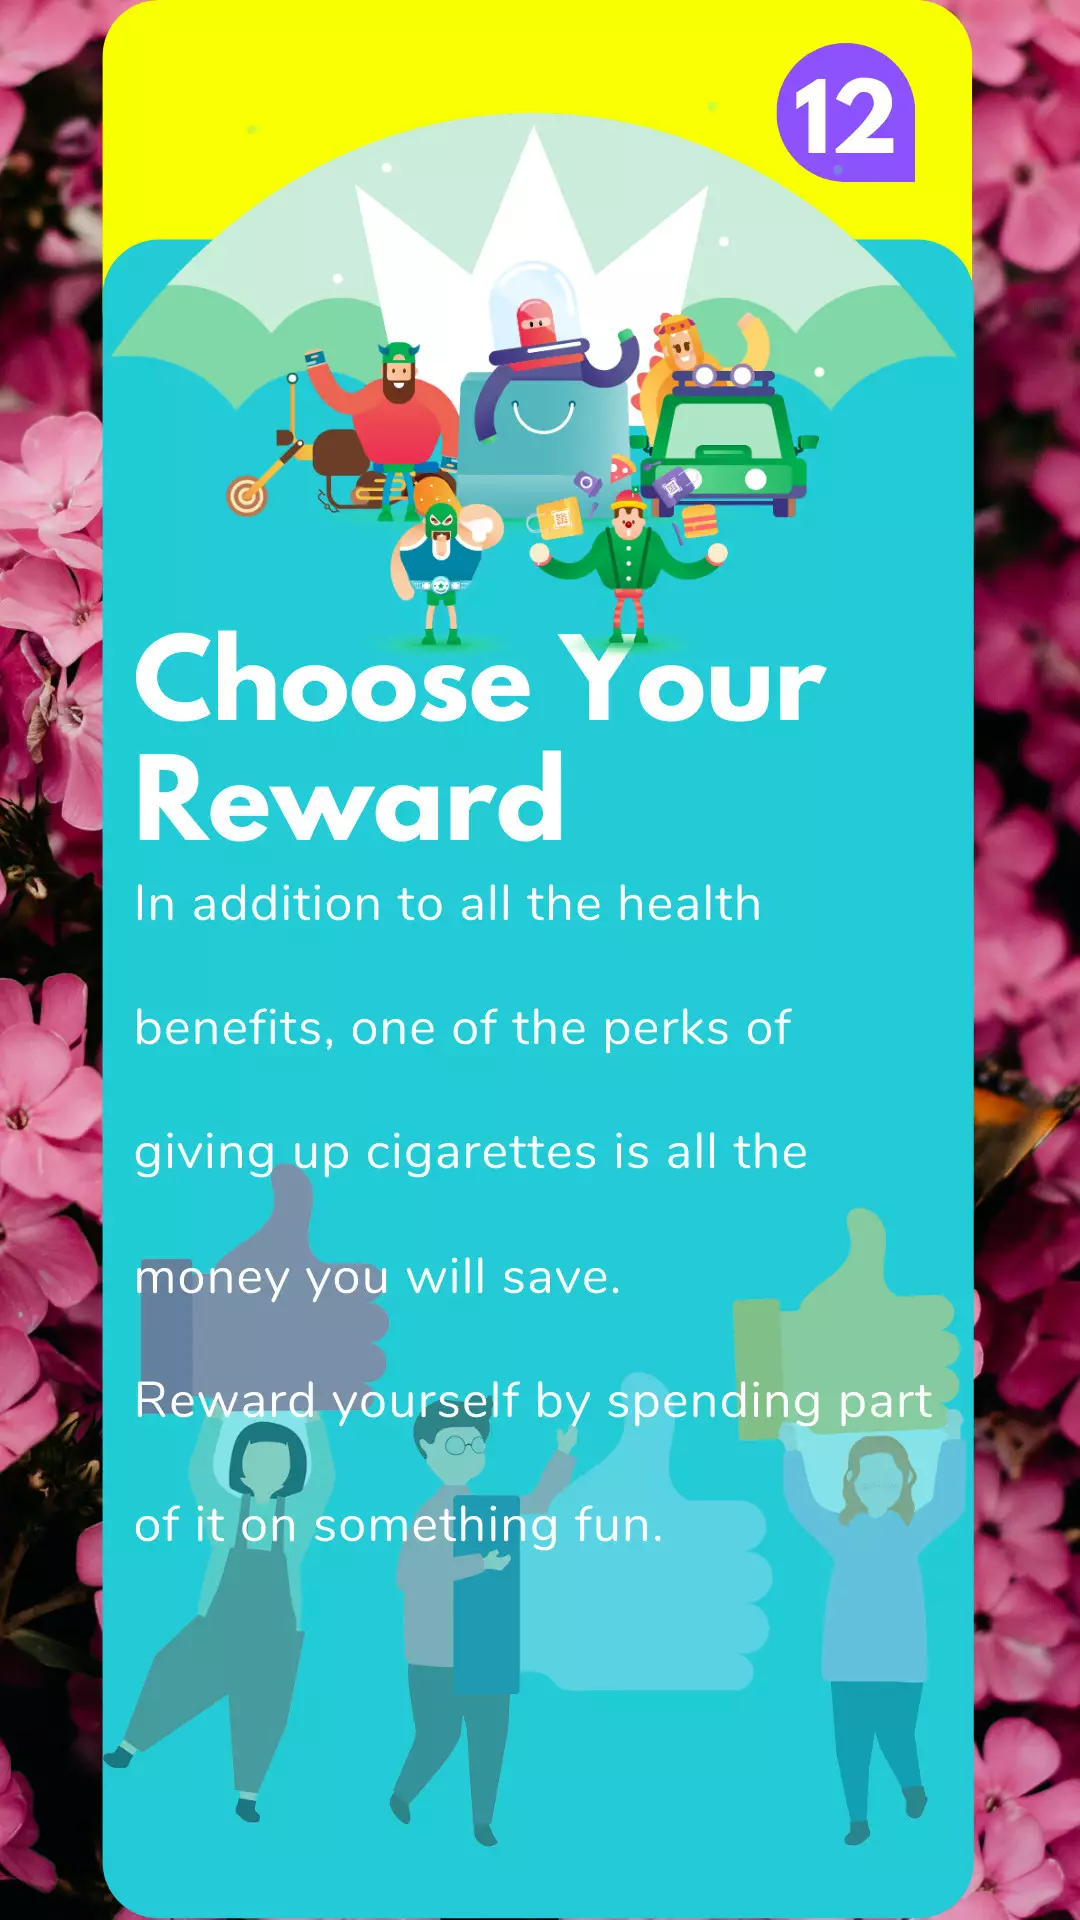 12
Choose Your
Reward
In addition to all the health
benefits, one of the perks of
giving up cigarettes is all the
money you will save.
Reward yourself by spending part
of it on something fun.